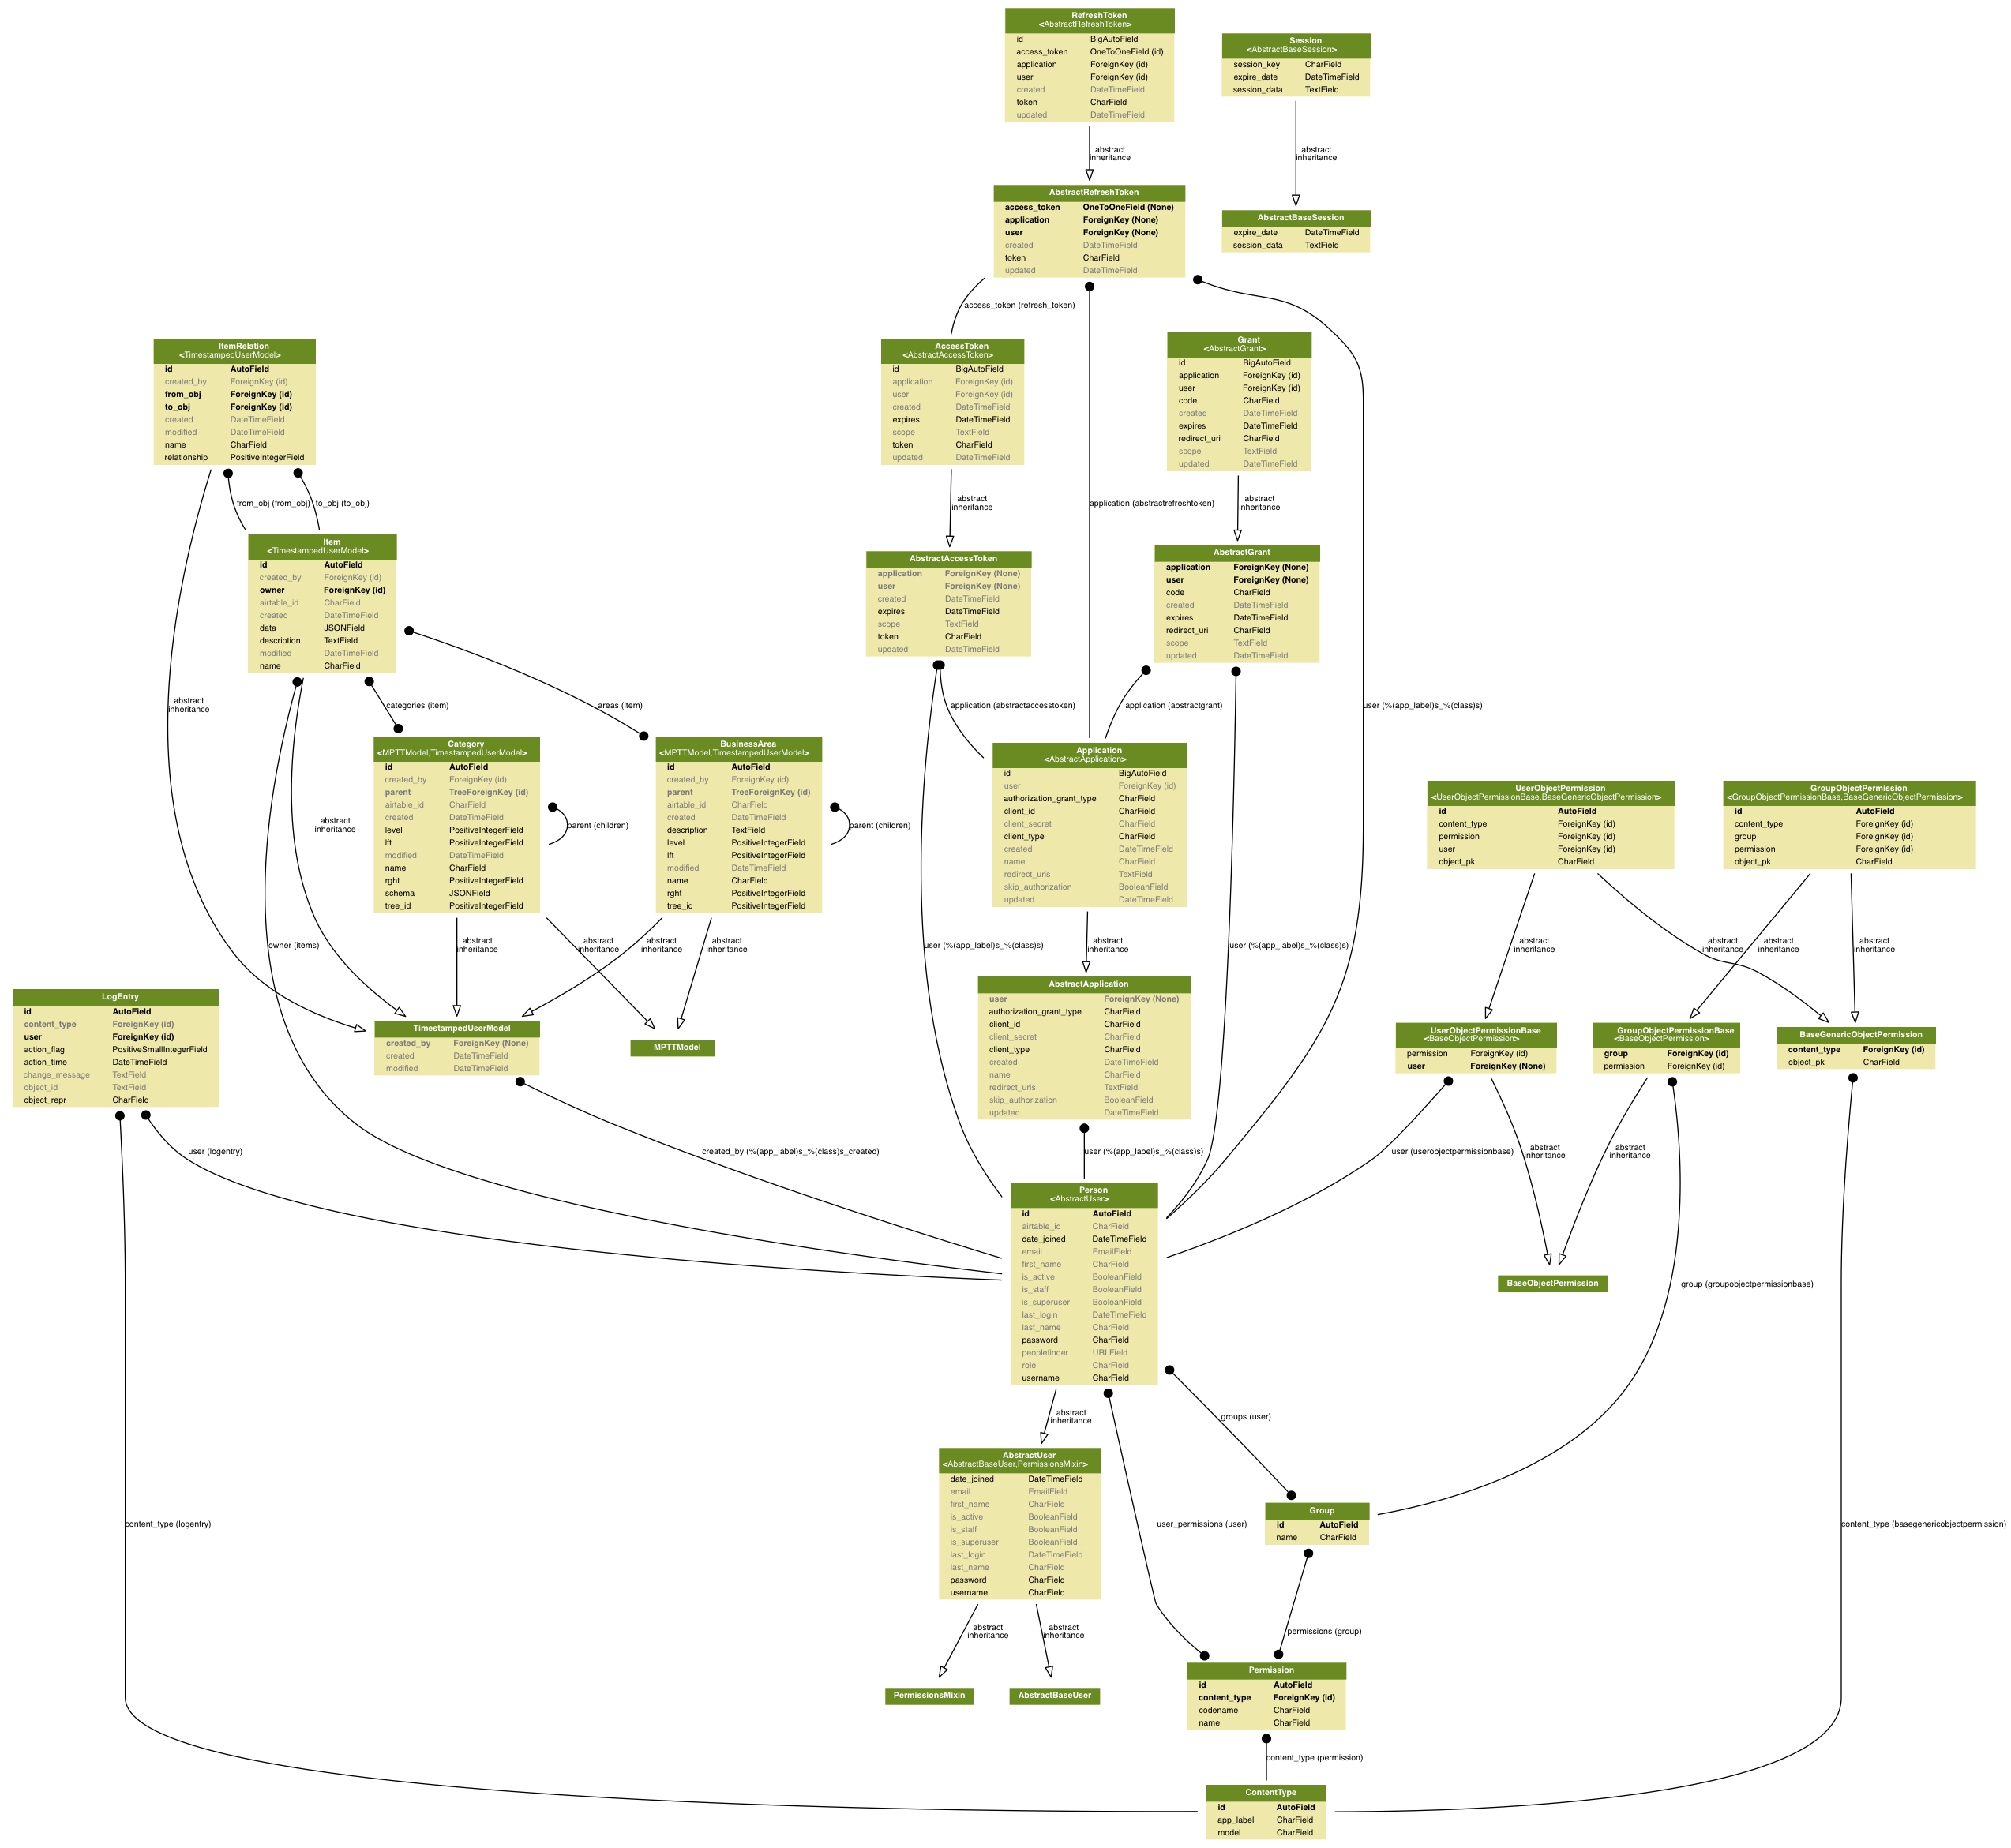 RefreshToken
<AbstractRefreshToken>
id BigAutoField
access_token OneToOneField (id)
application ForeignKey (id)
user ForeignKey (id)
created DateTimeField
token CharField
updated DateTimeField
Session
<AbstractBaseSession>
session_key CharField
expire_date DateTimeField
session_data TextField
abstract
inheritance
abstract
inheritance
AbstractRefreshToken
access_token OneToOneField (None)
application ForeignKey (None)
user ForeignKey (None)
created DateTimeField
token CharField
updated DateTimeField
AbstractBaseSession
expire_date DateTimeField
session_data TextField
access_token (refresh_token)
ItemRelation
<TimestampedUserModel>
id AutoField
created_by ForeignKey (id)
from_obj ForeignKey (id)
to_obj ForeignKey (id)
created DateTimeField
modified DateTimeField
name CharField
relationship PositiveIntegerField
AccessToken
<AbstractAccessToken>
id BigAutoField
application ForeignKey (id)
user ForeignKey (id)
created DateTimeField
expires DateTimeField
scope TextField
token CharField
updated DateTimeField
Grant
<AbstractGrant>
id BigAutoField
application ForeignKey (id)
user ForeignKey (id)
code CharField
created DateTimeField
expires DateTimeField
redirect_uri CharField
scope TextField
updated DateTimeField
from_obj (from_obj)
to_obj (to_obj)
abstract
inheritance
application (abstractrefreshtoken)
abstract
inheritance
Item
<TimestampedUserModel>
id AutoField
created_by ForeignKey (id)
owner ForeignKey (id)
airtable_id CharField
created DateTimeField
data JSONField
description TextField
modified DateTimeField
name CharField
AbstractAccessToken
application ForeignKey (None)
user ForeignKey (None)
created DateTimeField
expires DateTimeField
scope TextField
token CharField
updated DateTimeField
AbstractGrant
application ForeignKey (None)
user ForeignKey (None)
code CharField
created DateTimeField
expires DateTimeField
redirect_uri CharField
scope TextField
updated DateTimeField
abstract
inheritance
categories (item)
areas (item)
application (abstractaccesstoken)
application (abstractgrant)
user (%(app_label)s_%(class)s)
Category
<MPTTModel,TimestampedUserModel>
id AutoField
created_by ForeignKey (id)
parent TreeForeignKey (id)
airtable_id CharField
created DateTimeField
level PositiveIntegerField
lft PositiveIntegerField
modified DateTimeField
name CharField
rght PositiveIntegerField
schema JSONField
tree_id PositiveIntegerField
parent (children)
BusinessArea
<MPTTModel,TimestampedUserModel>
id AutoField
created_by ForeignKey (id)
parent TreeForeignKey (id)
airtable_id CharField
created DateTimeField
description TextField
level PositiveIntegerField
lft PositiveIntegerField
modified DateTimeField
name CharField
rght PositiveIntegerField
tree_id PositiveIntegerField
parent (children)
Application
<AbstractApplication>
id BigAutoField
user ForeignKey (id)
authorization_grant_type CharField
client_id CharField
client_secret CharField
client_type CharField
created DateTimeField
name CharField
redirect_uris TextField
skip_authorization BooleanField
updated DateTimeField
UserObjectPermission
<UserObjectPermissionBase,BaseGenericObjectPermission>
id AutoField
content_type ForeignKey (id)
permission ForeignKey (id)
user ForeignKey (id)
object_pk CharField
GroupObjectPermission
<GroupObjectPermissionBase,BaseGenericObjectPermission>
id AutoField
content_type ForeignKey (id)
group ForeignKey (id)
permission ForeignKey (id)
object_pk CharField
abstract
inheritance
owner (items)
abstract
inheritance
abstract
inheritance
abstract
inheritance
abstract
inheritance
user (%(app_label)s_%(class)s)
abstract
inheritance
user (%(app_label)s_%(class)s)
abstract
inheritance
abstract
inheritance
abstract
inheritance
abstract
inheritance
LogEntry
id AutoField
content_type ForeignKey (id)
user ForeignKey (id)
action_flag PositiveSmallIntegerField
action_time DateTimeField
change_message TextField
object_id TextField
object_repr CharField
TimestampedUserModel
created_by ForeignKey (None)
created DateTimeField
modified DateTimeField
MPTTModel
AbstractApplication
user ForeignKey (None)
authorization_grant_type CharField
client_id CharField
client_secret CharField
client_type CharField
created DateTimeField
name CharField
redirect_uris TextField
skip_authorization BooleanField
updated DateTimeField
UserObjectPermissionBase
<BaseObjectPermission>
permission ForeignKey (id)
user ForeignKey (None)
GroupObjectPermissionBase
<BaseObjectPermission>
group ForeignKey (id)
permission ForeignKey (id)
BaseGenericObjectPermission
content_type ForeignKey (id)
object_pk CharField
user (logentry)
created_by (%(app_label)s_%(class)s_created)
user (%(app_label)s_%(class)s)
user (userobjectpermissionbase)
abstract
inheritance
abstract
inheritance
Person
<AbstractUser>
id AutoField
airtable_id CharField
date_joined DateTimeField
email EmailField
first_name CharField
is_active BooleanField
is_staff BooleanField
is_superuser BooleanField
last_login DateTimeField
last_name CharField
password CharField
peoplefinder URLField
role CharField
username CharField
BaseObjectPermission
group (groupobjectpermissionbase)
abstract
inheritance
groups (user)
AbstractUser
<AbstractBaseUser,PermissionsMixin>
date_joined DateTimeField
email EmailField
first_name CharField
is_active BooleanField
is_staff BooleanField
is_superuser BooleanField
last_login DateTimeField
last_name CharField
password CharField
username CharField
Group
id AutoField
name CharField
content_type (logentry)
user_permissions (user)
content_type (basegenericobjectpermission)
abstract
inheritance
abstract
inheritance
permissions (group)
PermissionsMixin
AbstractBaseUser
Permission
id AutoField
content_type ForeignKey (id)
codename CharField
name CharField
content_type (permission)
ContentType
id AutoField
app_label CharField
model CharField